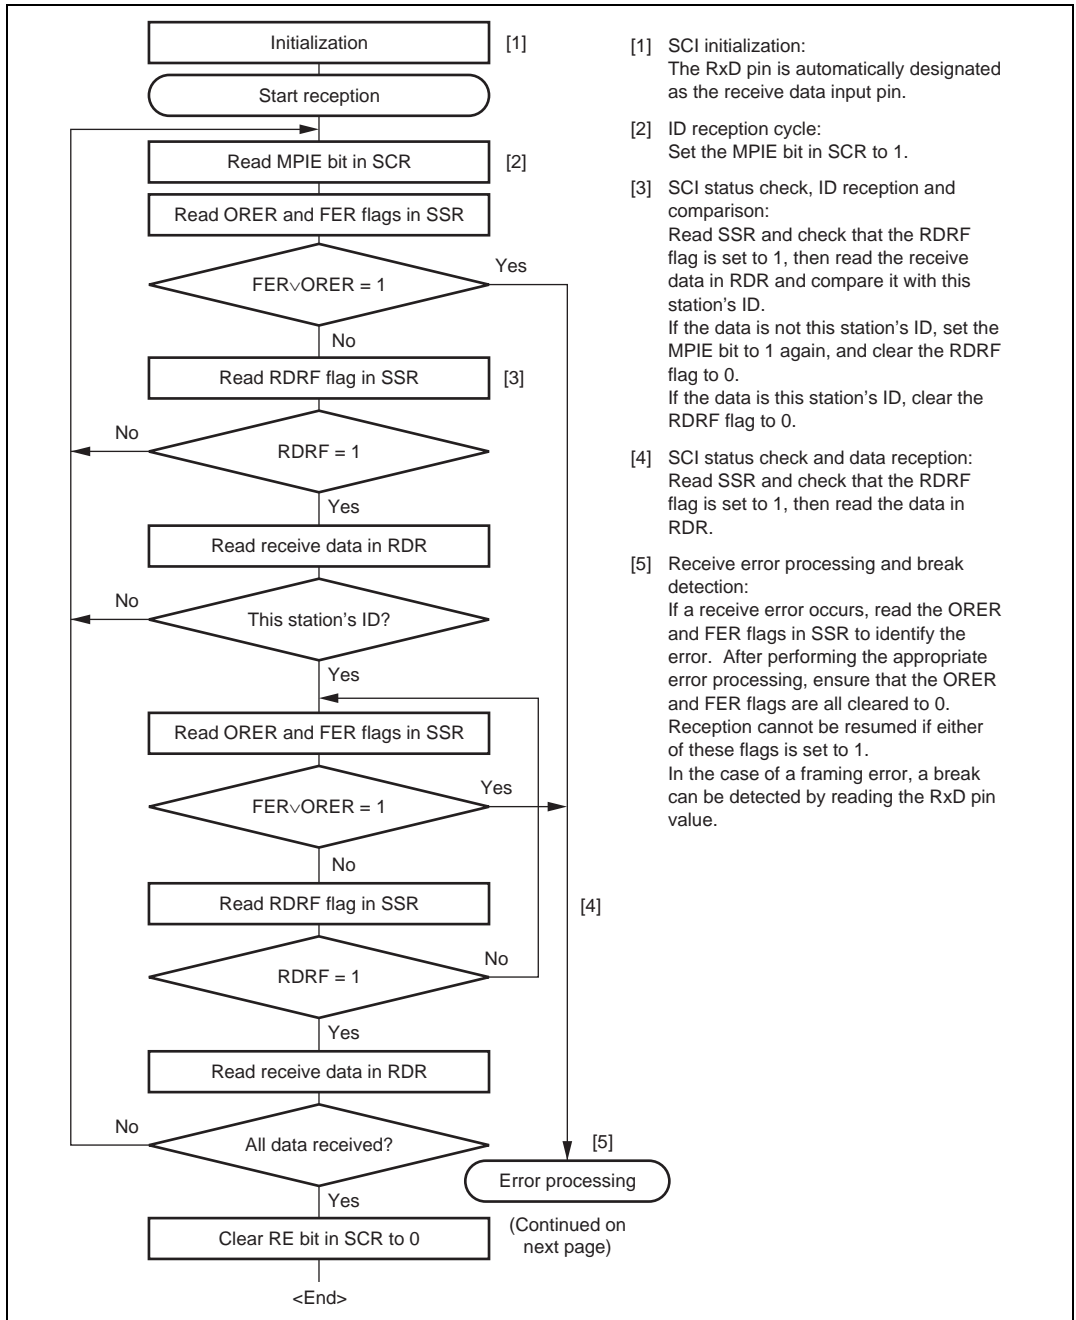 Initialization
[1]
Start reception
Read MPIE bit in SCR
[2]
Read ORER and FER flags in SSR
FER∨ORER = 1
Yes
No
Read RDRF flag in SSR
[3]
No
RDRF = 1
Yes
Read receive data in RDR
No
This station's ID?
Yes
Read ORER and FER flags in SSR
FER∨ORER = 1
Yes
No
Read RDRF flag in SSR
[4]
RDRF = 1
No
Yes
Read receive data in RDR
No
All data received?
[5]
Error processing
Yes
(Continued on
next page)
Clear RE bit in SCR to 0
<End>
[1] SCI initialization:
The RxD pin is automatically designated
as the receive data input pin.
[2] ID reception cycle:
Set the MPIE bit in SCR to 1.
[3] SCI status check, ID reception and
comparison:
Read SSR and check that the RDRF
flag is set to 1, then read the receive
data in RDR and compare it with this
station's ID.
If the data is not this station's ID, set the
MPIE bit to 1 again, and clear the RDRF
flag to 0.
If the data is this station's ID, clear the
RDRF flag to 0.
[4] SCI status check and data reception:
Read SSR and check that the RDRF
flag is set to 1, then read the data in
RDR.
[5] Receive error processing and break
detection:
If a receive error occurs, read the ORER
and FER flags in SSR to identify the
error. After performing the appropriate
error processing, ensure that the ORER
and FER flags are all cleared to 0.
Reception cannot be resumed if either
of these flags is set to 1.
In the case of a framing error, a break
can be detected by reading the RxD pin
value.